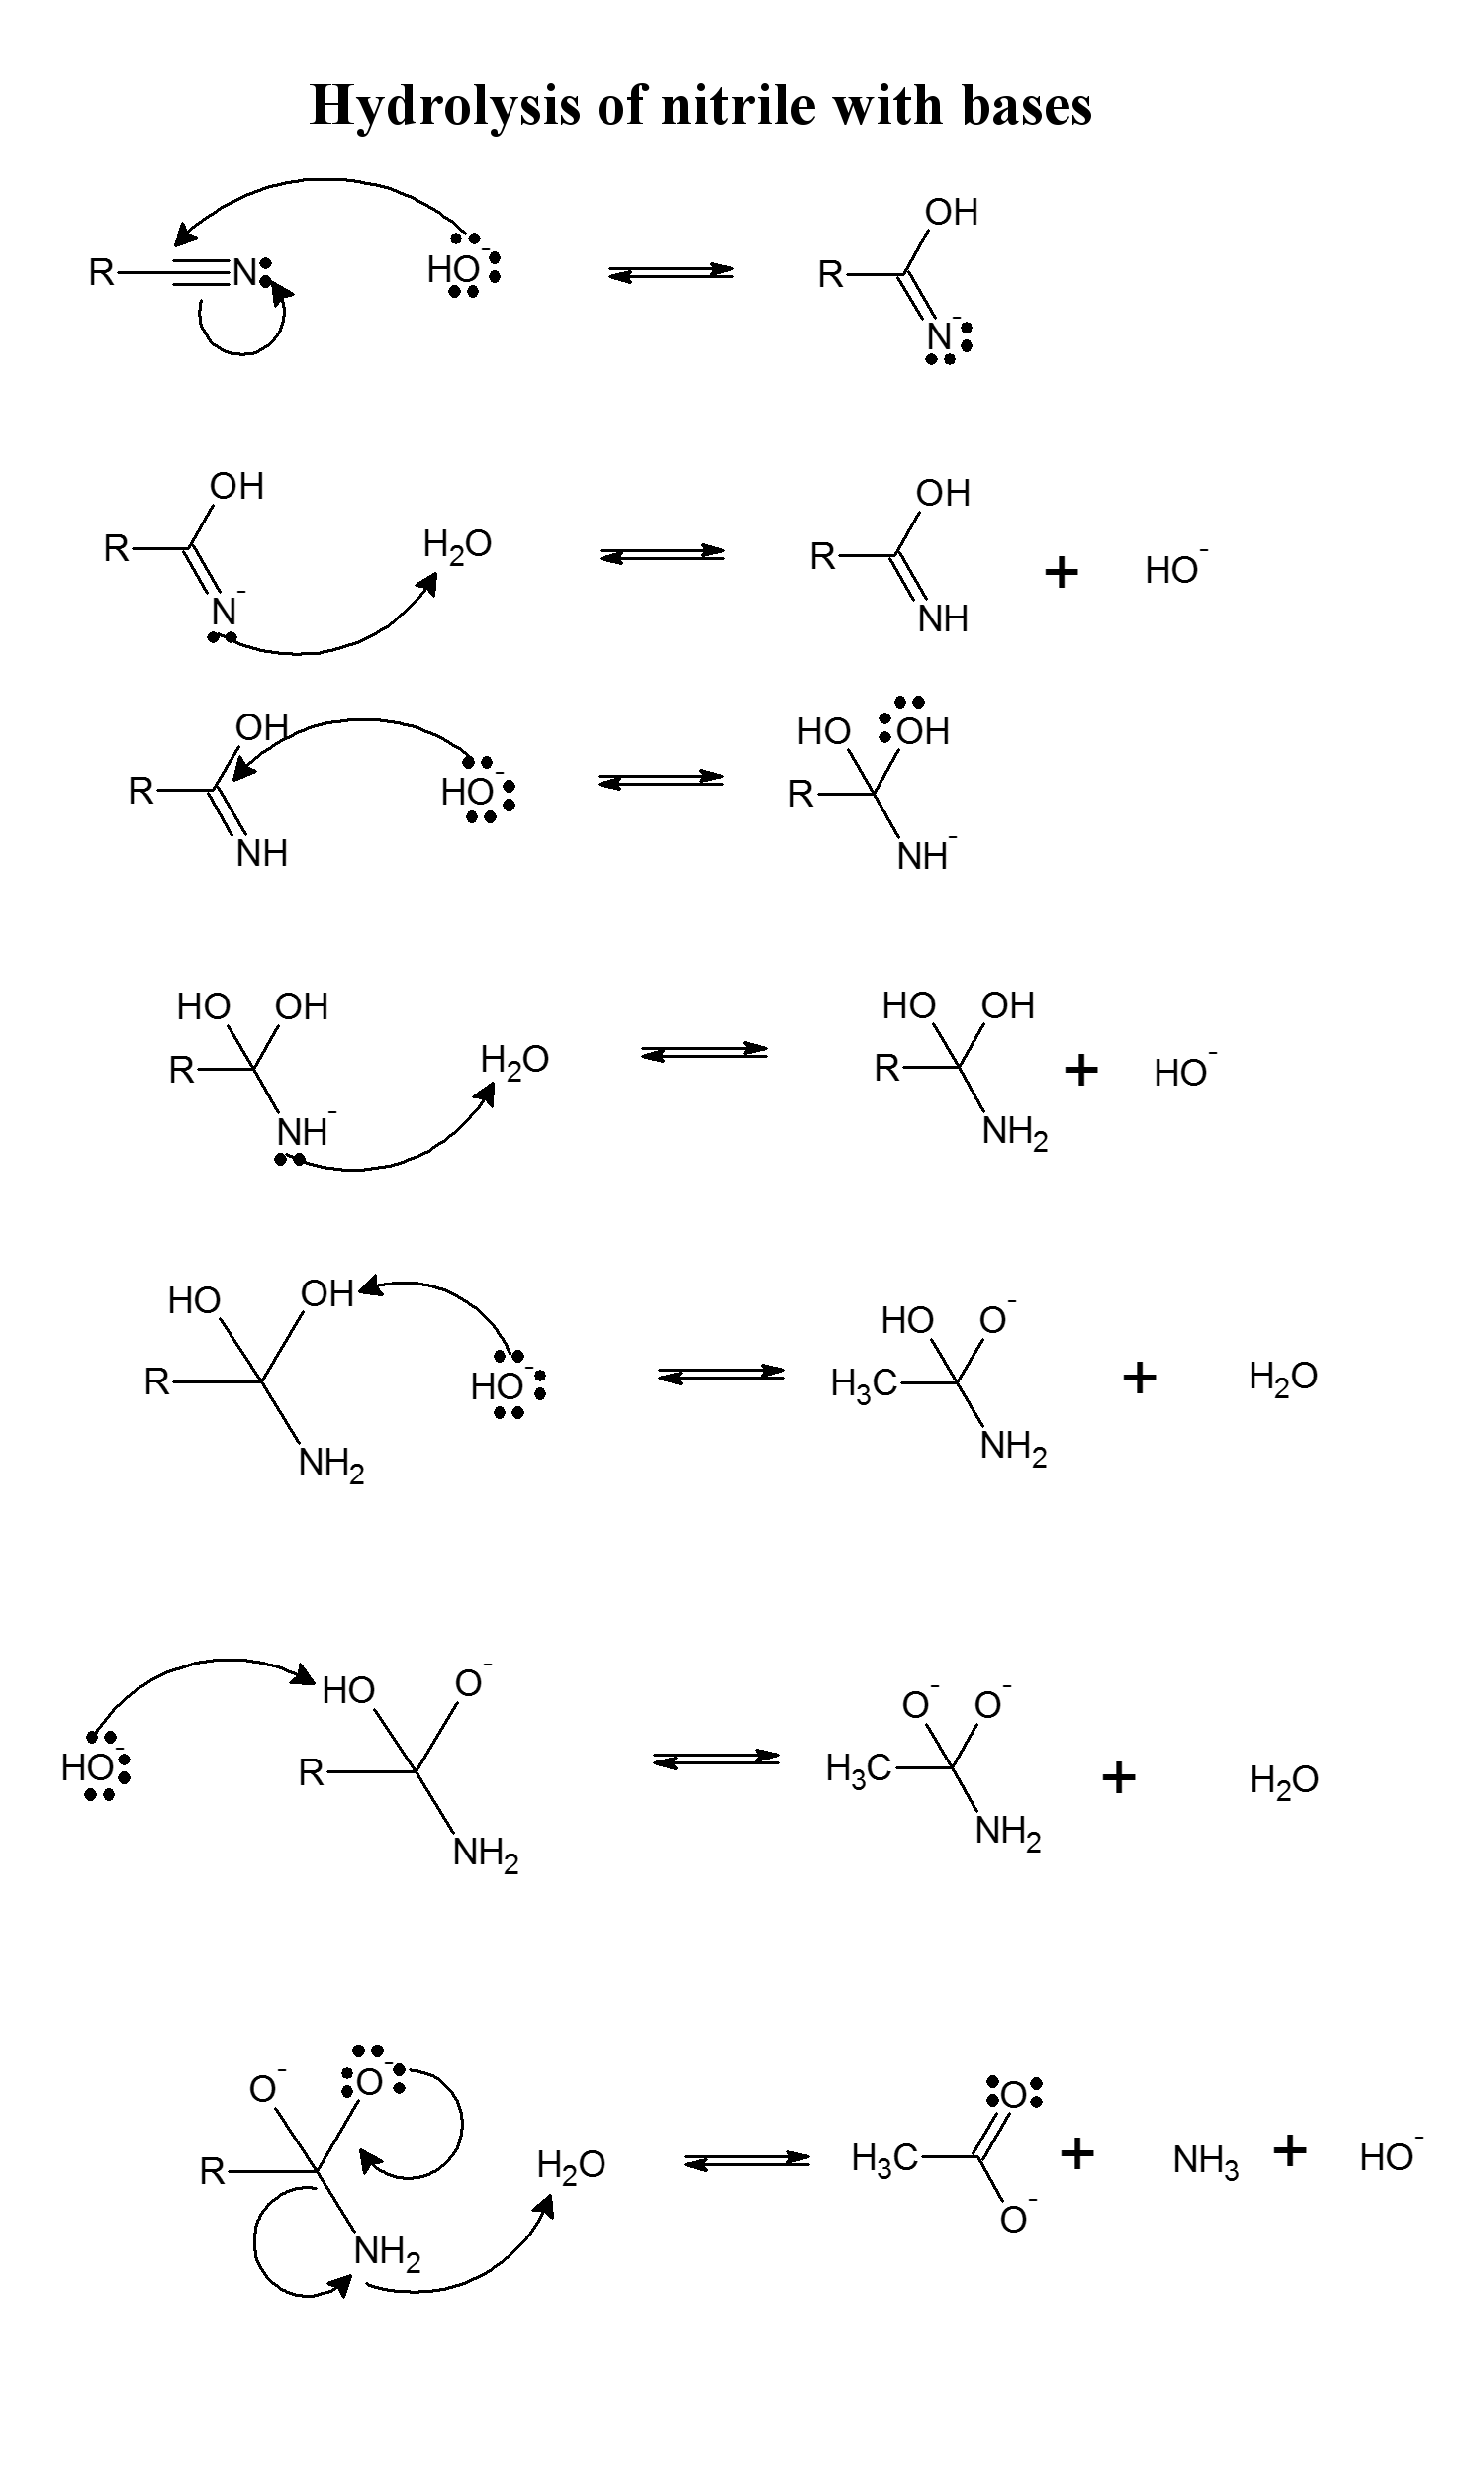 Hydrolysis of nitrile with bases
OH
R N HO⁻ R
N⁻
OH OH
R H₂O R + HO⁻
N⁻ NH
OH HO OH
R HO⁻ R
NH NH⁻
HO OH HO OH
R H₂O R + HO⁻
NH⁻ NH₂
HO OH HO O⁻
R HO⁻ H₃C + H₂O
NH₂ NH₂
HO O⁻ O⁻ O⁻
HO⁻ R H₃C + H₂O
NH₂ NH₂
O⁻ O⁻ O
R H₂O H₃C + NH₃ + HO⁻
NH₂ O⁻